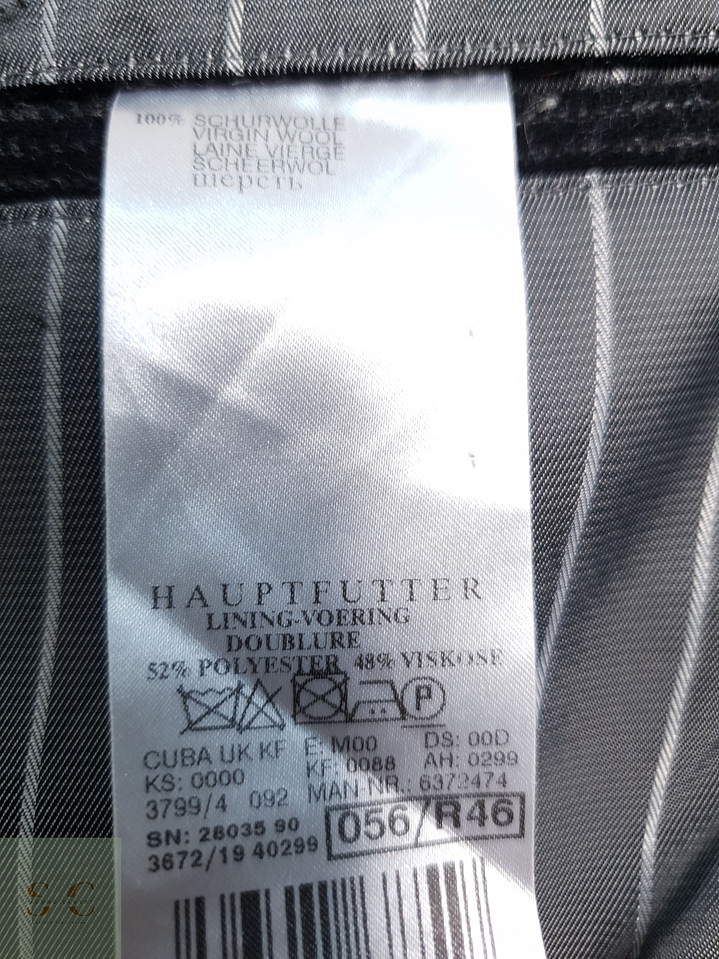 100% SCHURWOLLE
VIRGIN WOOL
LAINE VIERGE
SCHEERWOL
шерсть
HAUPTFUTTER
LINING-VOERING
DOUBLURE
52% POLYESTER 48% VISKOSE
P
CUBA UK KF E: M00 DS: 00D
KS: 0000 KF: 0088 AH: 0299
3799/4 092 MAN-NR.: 6372474
SN: 28035 90 056/R46
3672/19 40299
SC